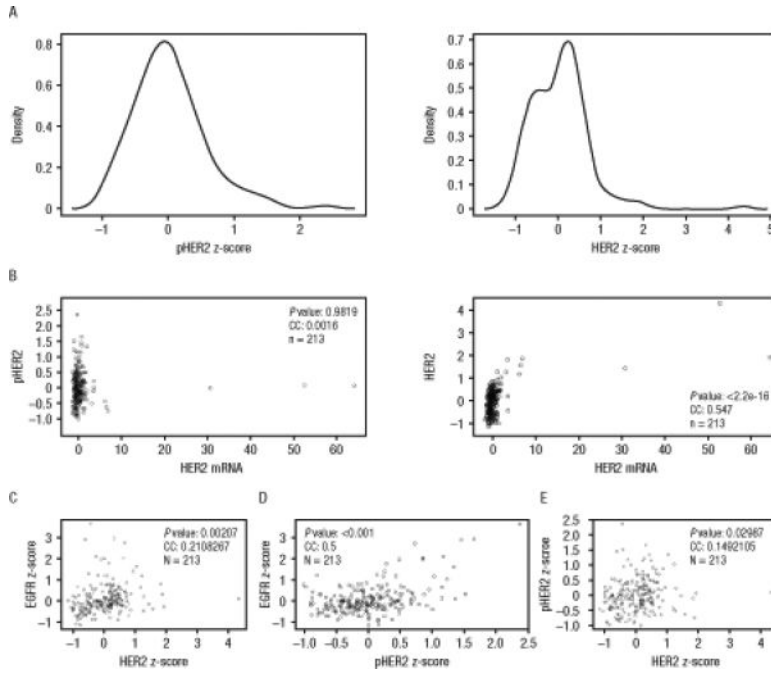 A
0.8
0.6
0.4
0.2
0
Density
−1
0
1
2
pHER2 z-score
0.7
0.6
0.5
0.4
0.3
0.2
0.1
0
Density
−1
0
1
2
3
4
5
HER2 z-score
B
2.5
2.0
1.5
1.0
0.5
0
−0.5
−1.0
pHER2
P value: 0.9819
CC: 0.0016
n = 213
0
10
20
30
40
50
60
HER2 mRNA
4
3
2
1
0
−1
HER2
P value: <2.2e-16
CC: 0.547
n = 213
0
10
20
30
40
50
60
HER2 mRNA
C
3
2
1
0
−1
EGFR z-score
P value: 0.00207
CC: 0.2108267
N = 213
−1
0
1
2
3
4
HER2 z-score
D
3
2
1
0
−1
EGFR z-score
P value: <0.001
CC: 0.5
N = 213
−1.0
−0.5
0.0
0.5
1.0
1.5
2.0
2.5
pHER2 z-score
E
2.5
2.0
1.5
1.0
0.5
0
−0.5
−1.0
pHER2 z-scroe
P value: 0.02987
CC: 0.1492105
N = 213
−1
0
1
2
3
4
HER2 z-score